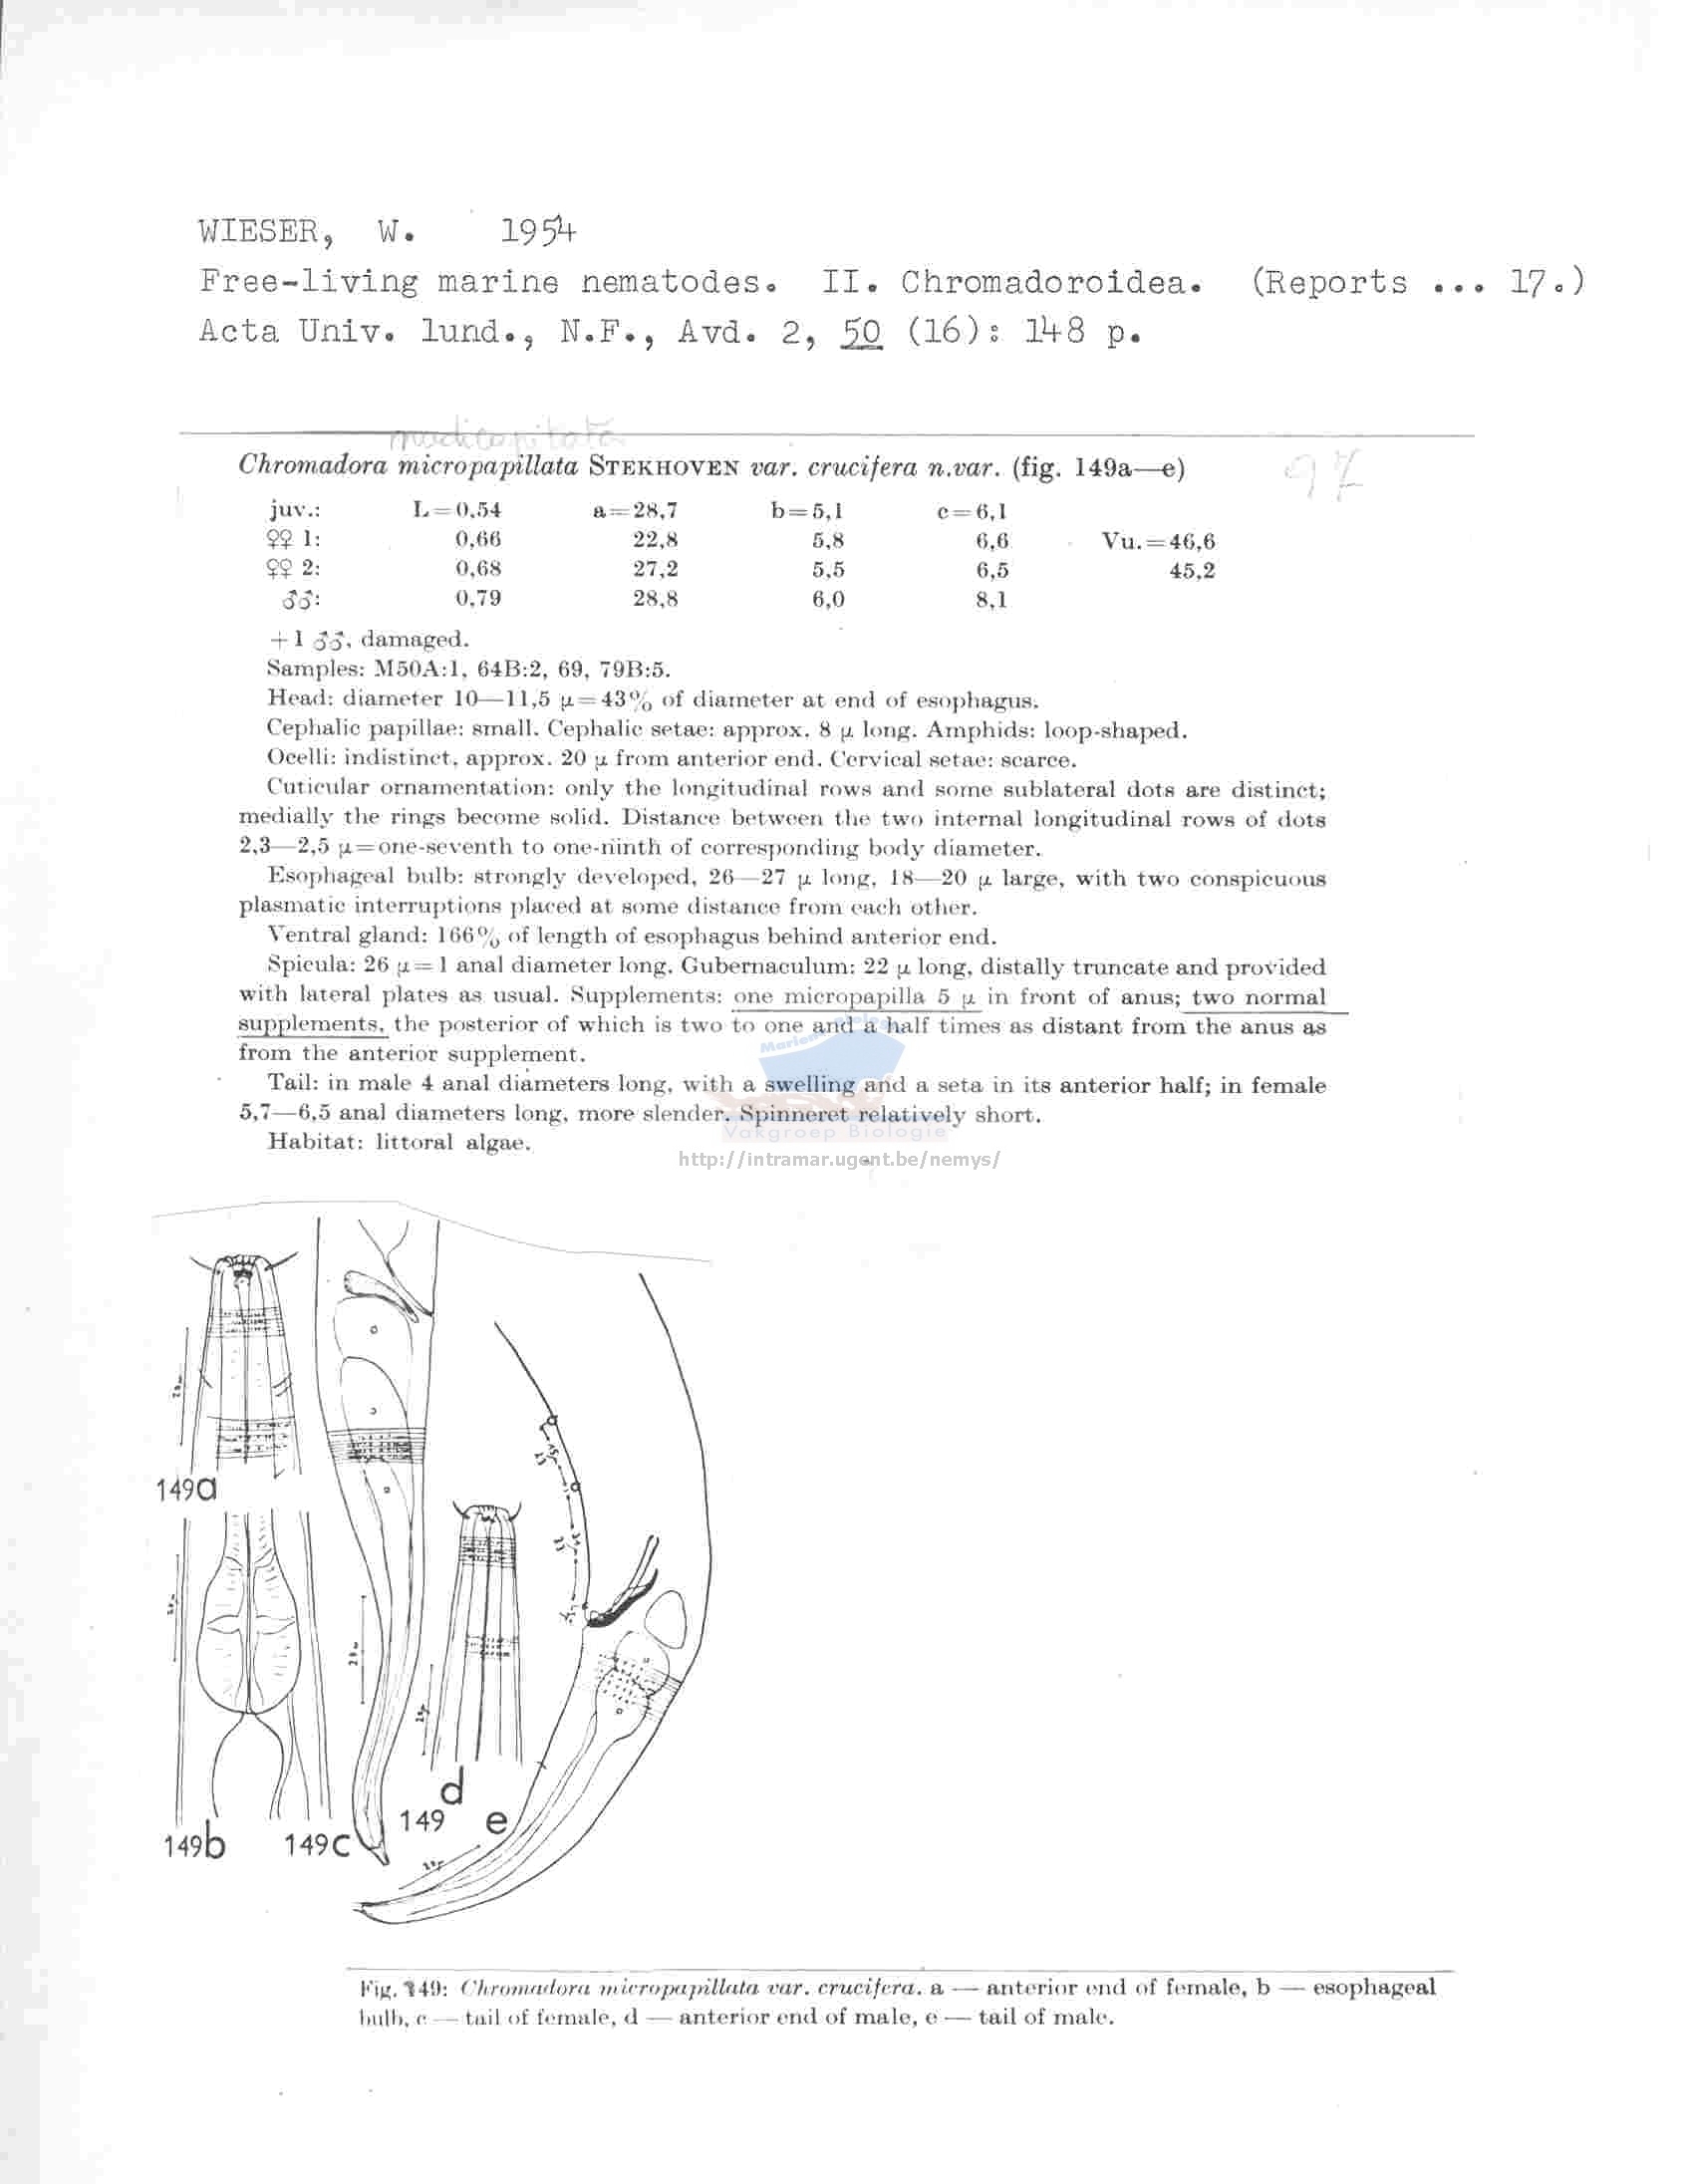 WIESER, W. 1954
Free-living marine nematodes. II. Chromadoroidea. (Reports ... 17.)
Acta Univ. lund., N.F., Avd. 2, 50 (16): 148 p.
nudicapitata
Chromadora micropapillata STEKHOVEN var. crucifera n.var. (fig. 149a—e)
97
juv.: L=0,54 a=28,7 b=5,1 c=6,1
♀♀ 1: 0,66 22,8 5,8 6,6 Vu.=46,6
♀♀ 2: 0,68 27,2 5,5 6,5 45,2
♂♂: 0,79 28,8 6,0 8,1
+1 ♂♂, damaged.
Samples: M50A:1, 64B:2, 69, 79B:5.
Head: diameter 10—11,5 μ=43% of diameter at end of esophagus.
Cephalic papillae: small. Cephalic setae: approx. 8 μ long. Amphids: loop-shaped.
Ocelli: indistinct, approx. 20 μ from anterior end. Cervical setae: scarce.
Cuticular ornamentation: only the longitudinal rows and some sublateral dots are distinct;
medially the rings become solid. Distance between the two internal longitudinal rows of dots
2,3—2,5 μ=one-seventh to one-ninth of corresponding body diameter.
Esophageal bulb: strongly developed, 26—27 μ long, 18—20 μ large, with two conspicuous
plasmatic interruptions placed at some distance from each other.
Ventral gland: 166% of length of esophagus behind anterior end.
Spicula: 26 μ=1 anal diameter long. Gubernaculum: 22 μ long, distally truncate and provided
with lateral plates as usual. Supplements: one micropapilla 5 μ in front of anus; two normal
supplements, the posterior of which is two to one and a half times as distant from the anus as
from the anterior supplement.
Tail: in male 4 anal diameters long, with a swelling and a seta in its anterior half; in female
5,7—6,5 anal diameters long, more slender. Spinneret relatively short.
Habitat: littoral algae.
Vakgroep Biologie
http://intramar.ugent.be/nemys/
149a
149b
149c
149
d
e
Fig. 149: Chromadora micropapillata var. crucifera. a — anterior end of female, b — esophageal
bulb, c — tail of female, d — anterior end of male, e — tail of male.